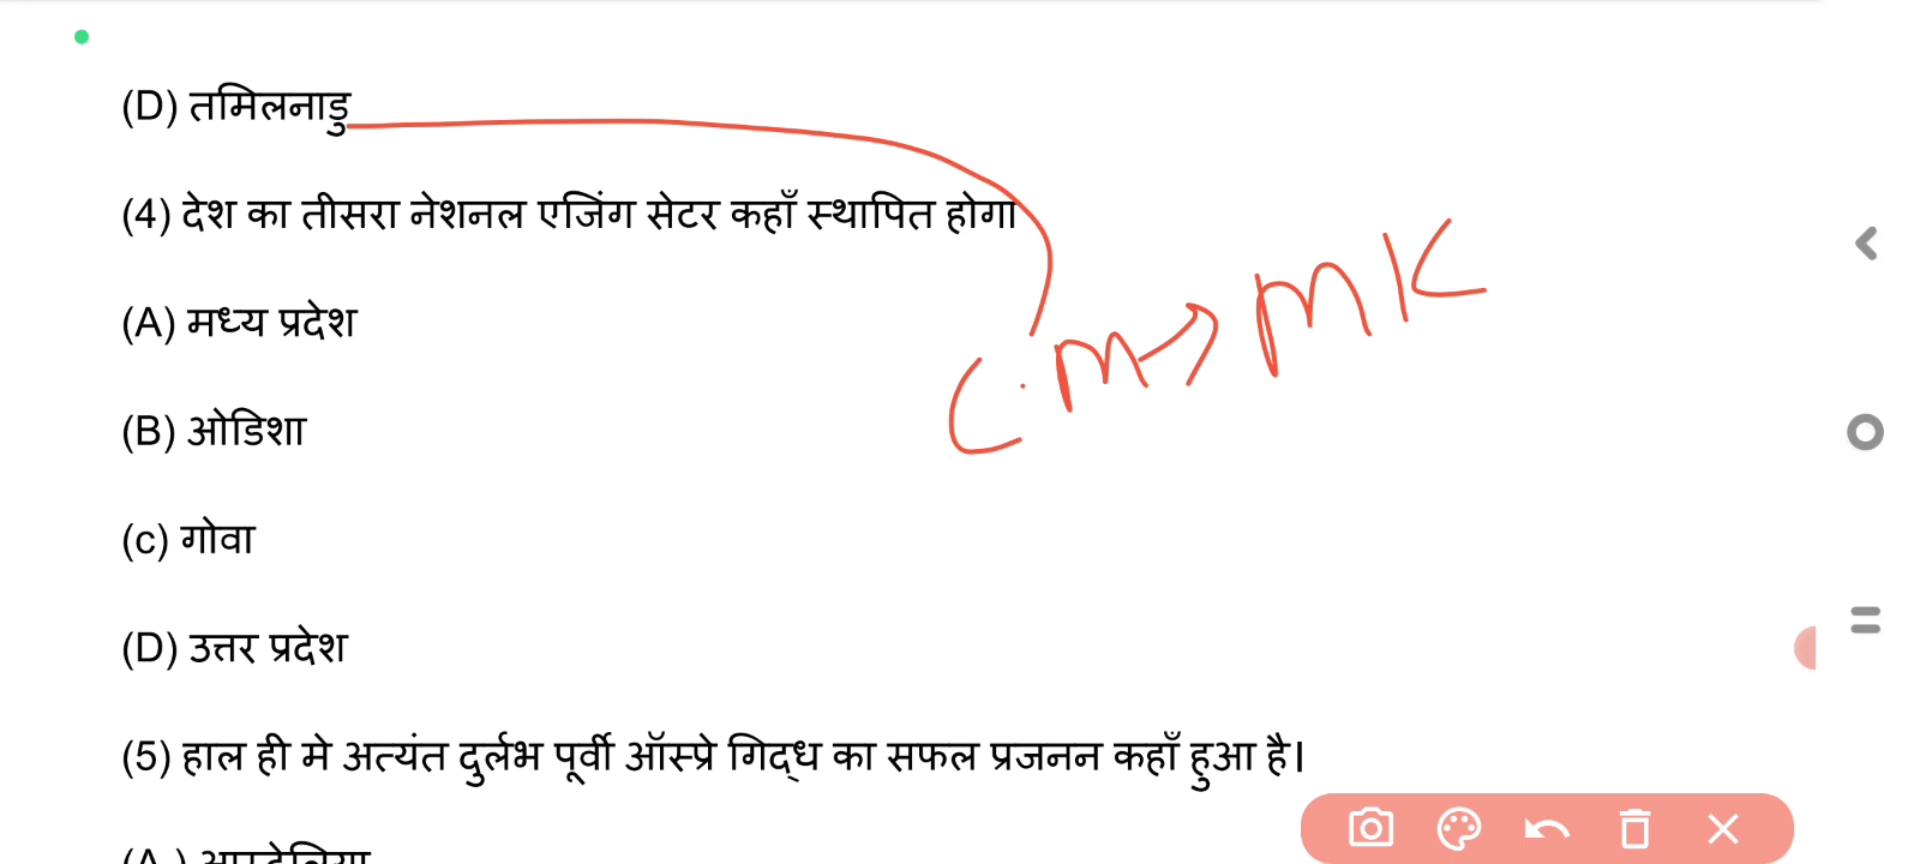 (D) तमिलनाडु
(4) देश का तीसरा नेशनल एजिंग सेटर कहाँ स्थापित होगा
C.M → MK
(A) मध्य प्रदेश
(B) ओडिशा
(c) गोवा
(D) उत्तर प्रदेश
(5) हाल ही मे अत्यंत दुर्लभ पूर्वी ऑस्प्रे गिद्ध का सफल प्रजनन कहाँ हुआ है।